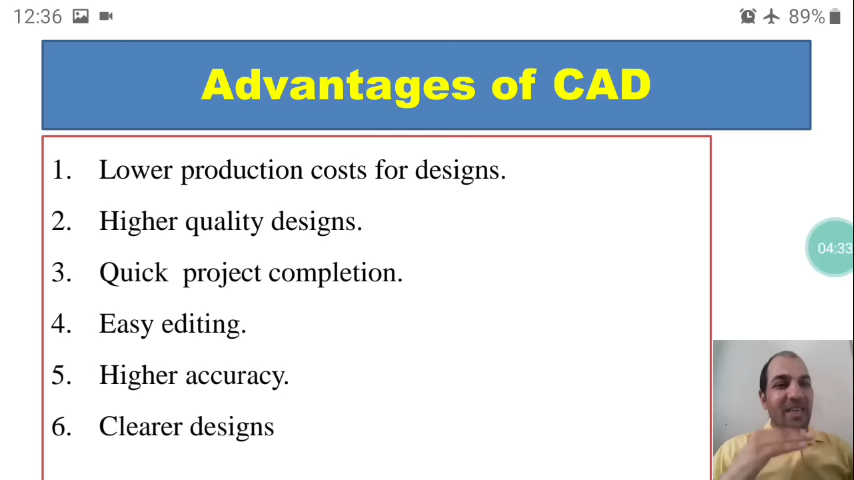 12:36 89%
Advantages of CAD
1. Lower production costs for designs.
2. Higher quality designs.
3. Quick project completion.
4. Easy editing.
5. Higher accuracy.
6. Clearer designs
04:33